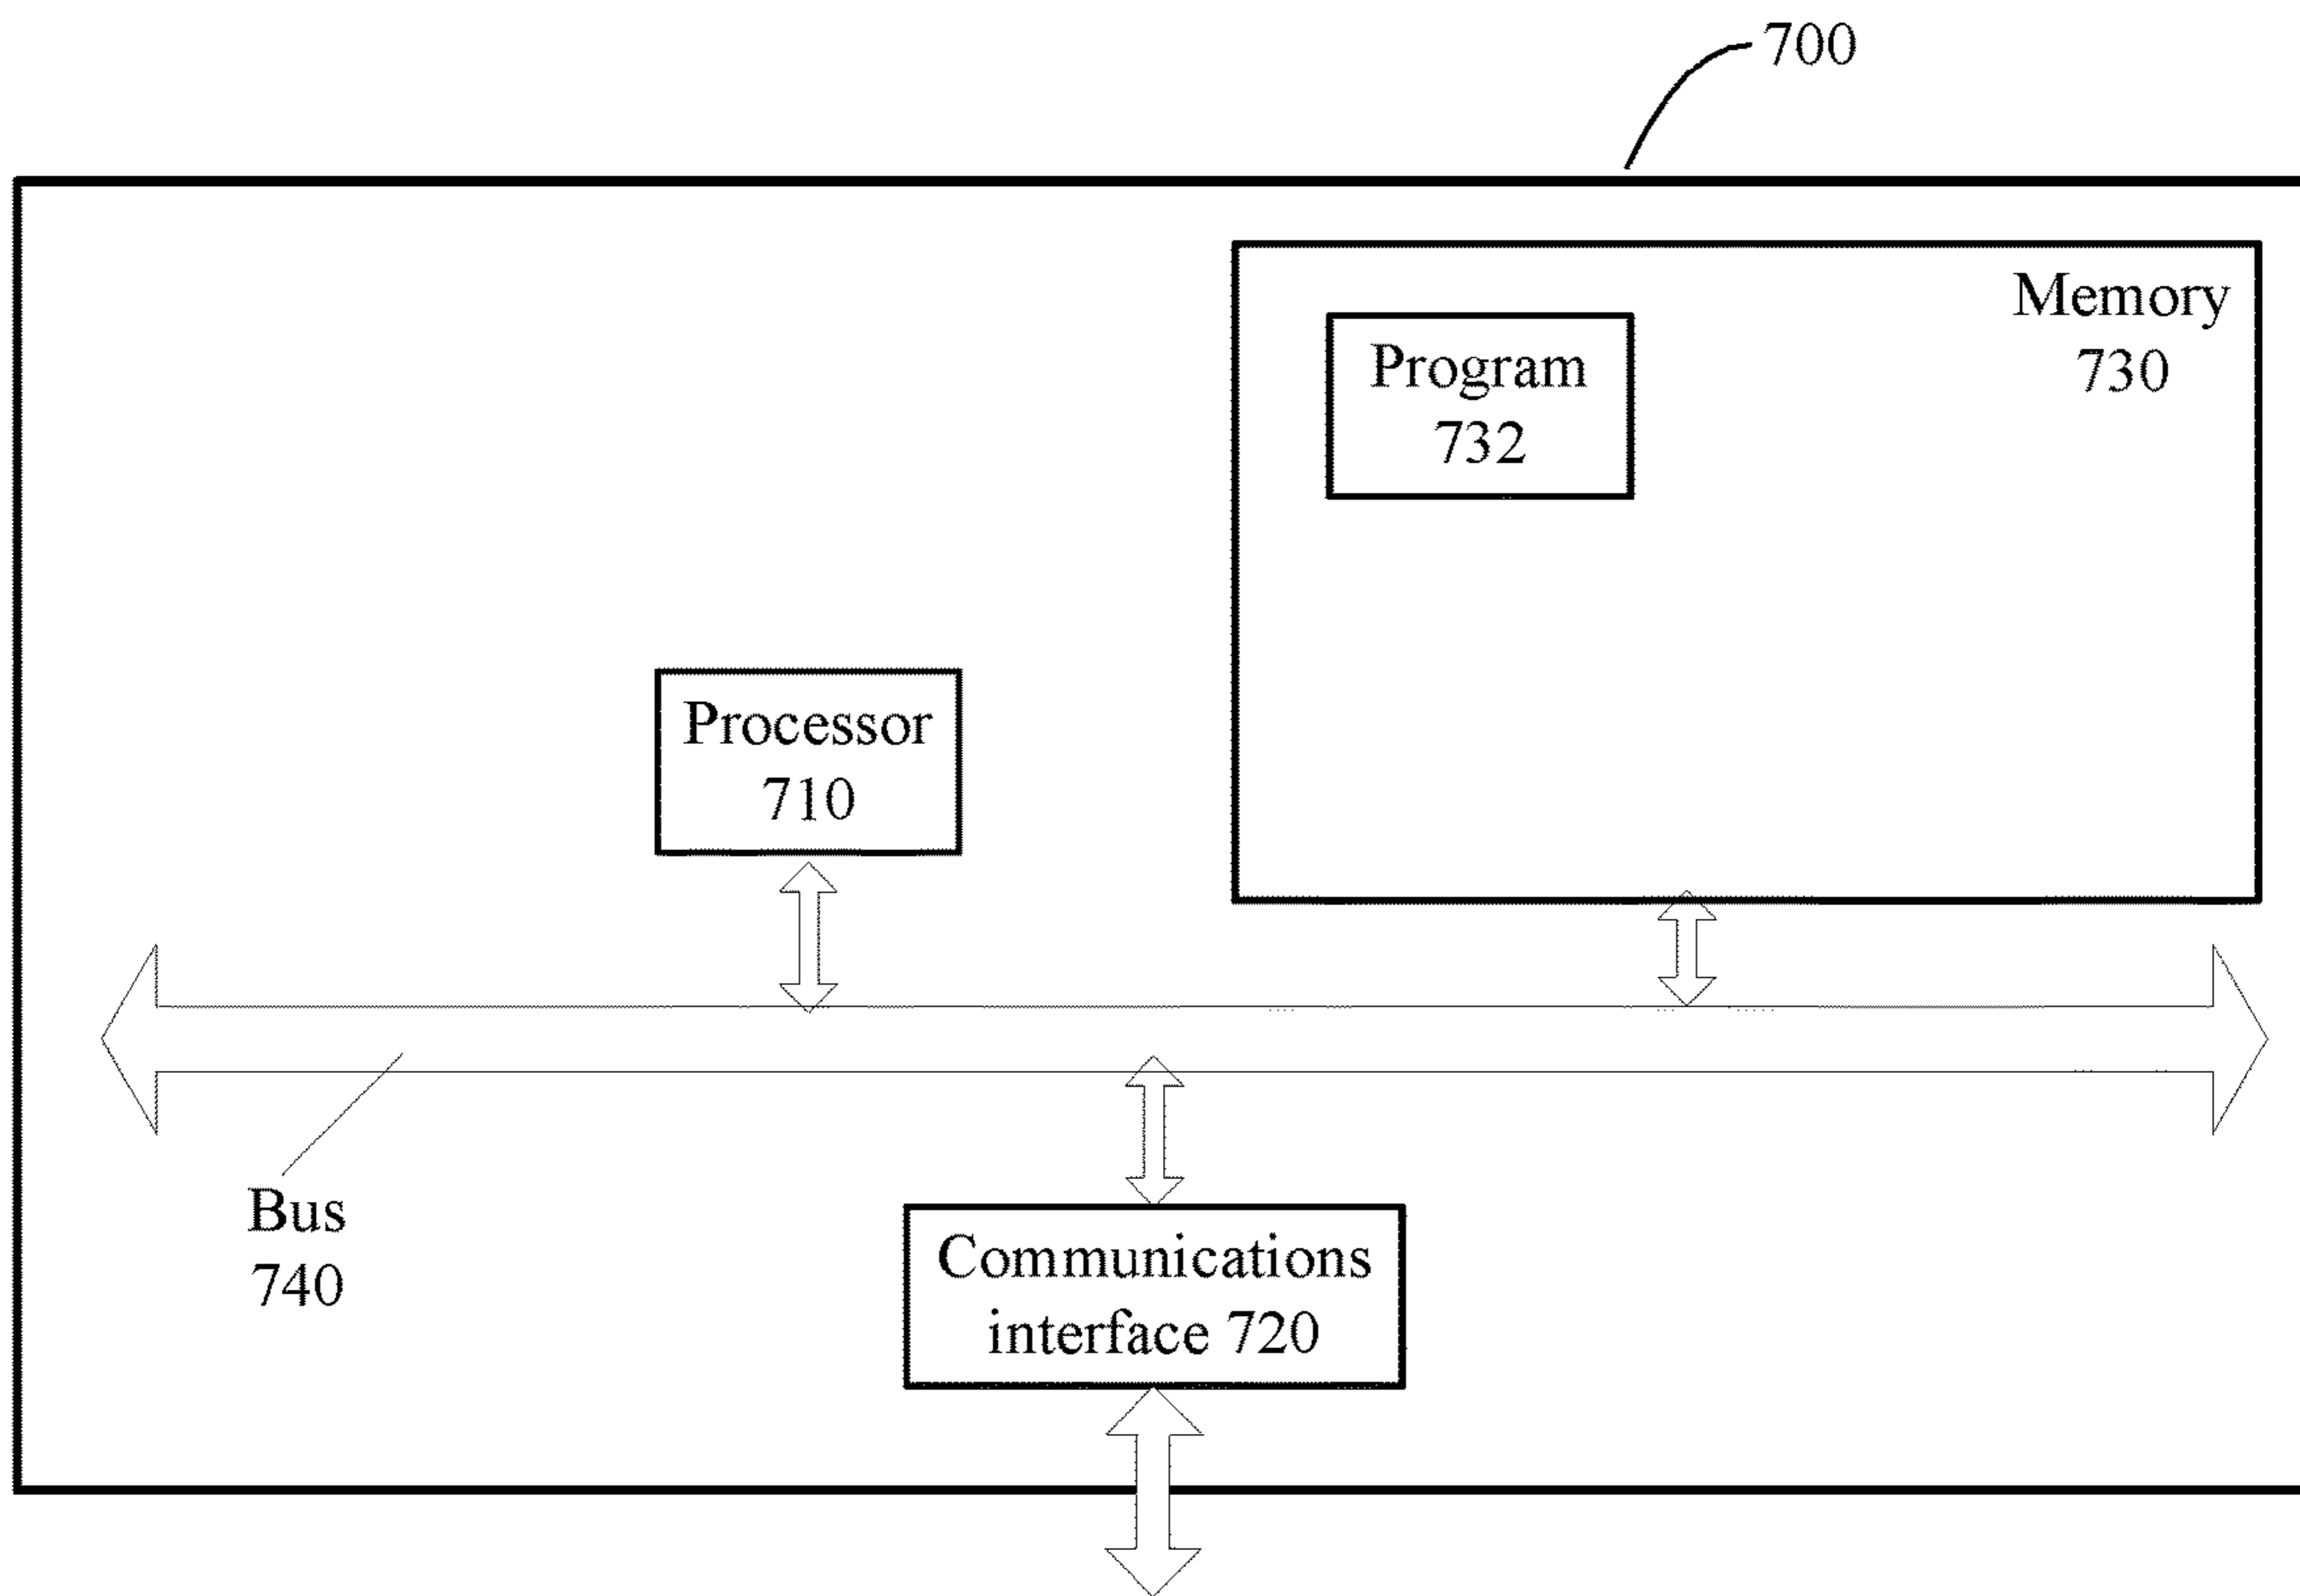 700
Memory
730
Program
732
Processor
710
Bus
740
Communications
interface 720